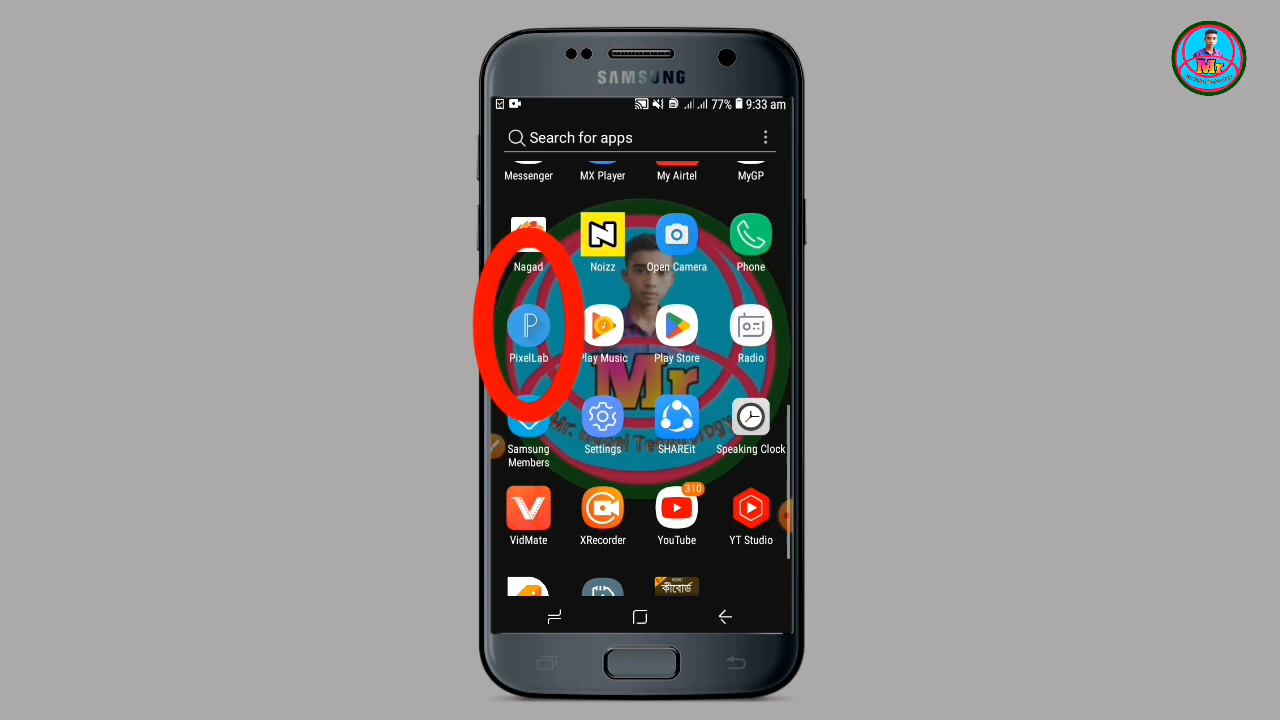 SAMSUNG
77% 9:33 am
Search for apps
Messenger MX Player My Airtel MyGP
Nagad Noizz Open Camera Phone
PixelLab Play Music Play Store Radio
Mr
Samsung Members Settings SHAREit Speaking Clock
310
VidMate XRecorder YouTube YT Studio
কীবোর্ড
Mr